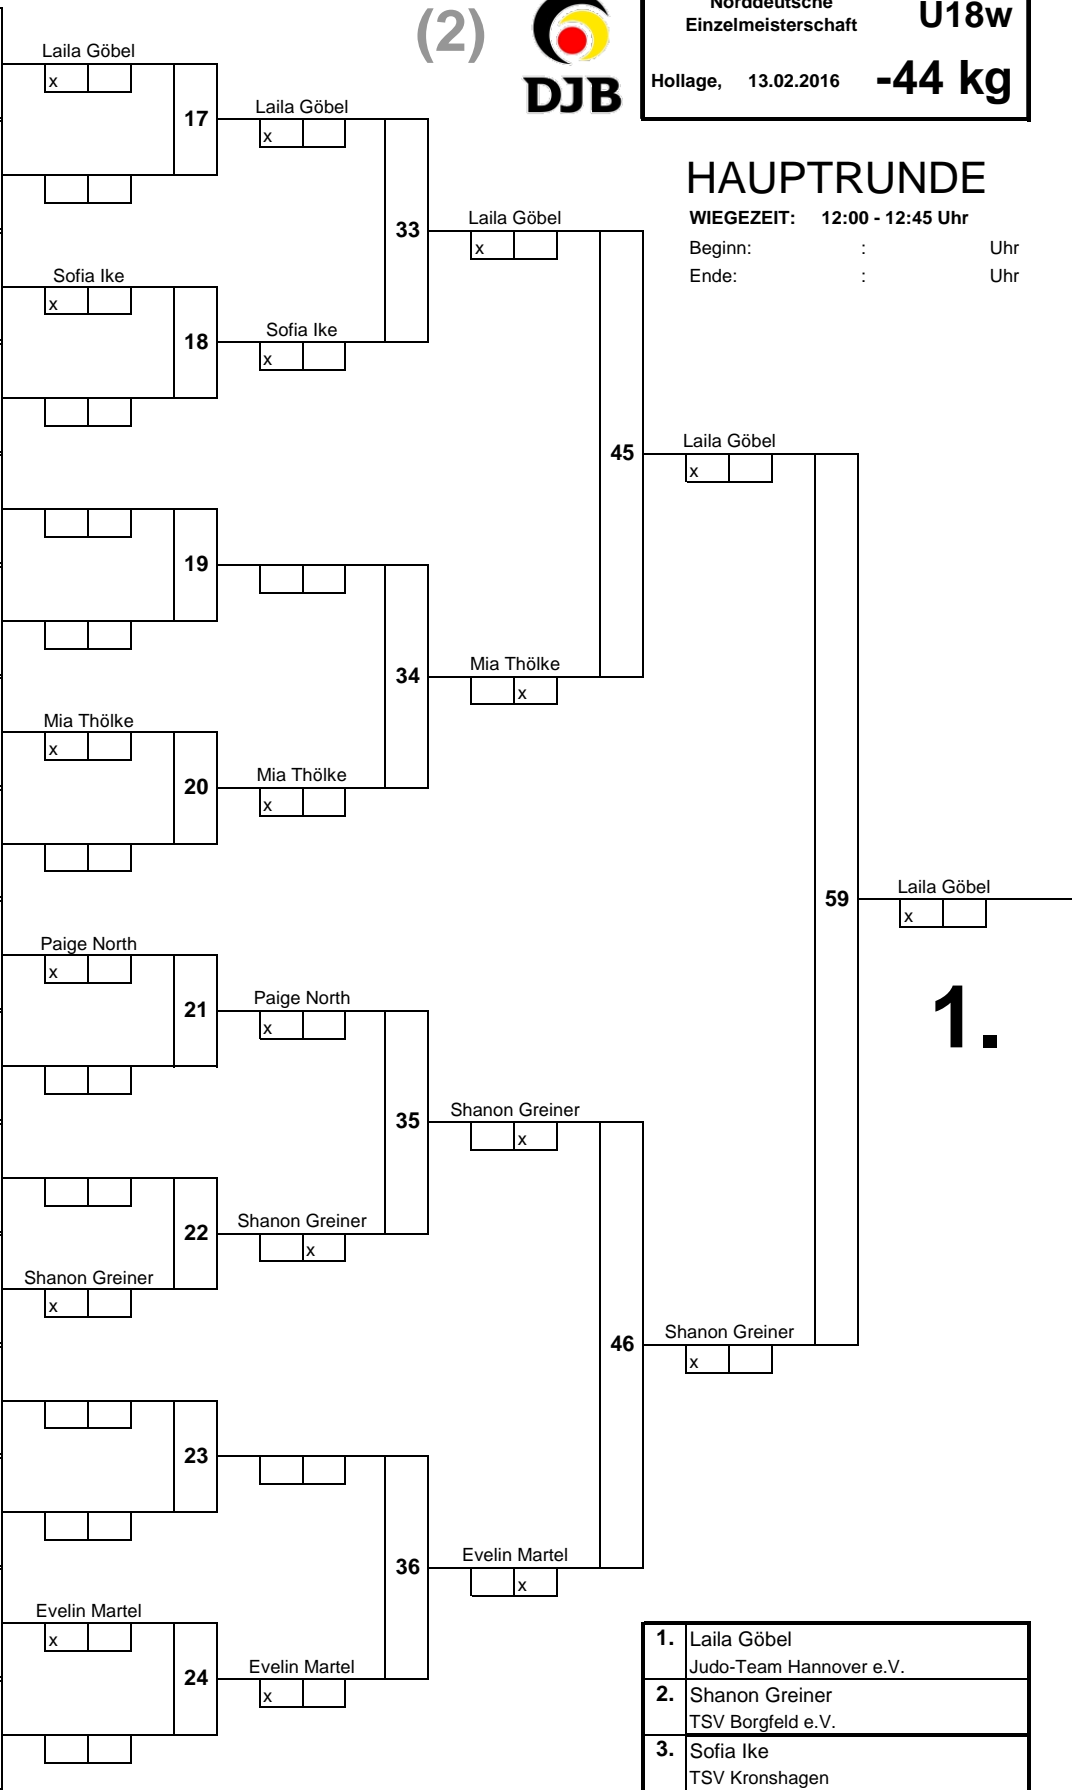 (2)
DJB
Norddeutsche
Einzelmeisterschaft
U18w
Hollage, 13.02.2016 -44 kg
HAUPTRUNDE
WIEGEZEIT: 12:00 - 12:45 Uhr
Beginn: : Uhr
Ende: : Uhr
Laila Göbel
x
17
Laila Göbel
x
33
Laila Göbel
x
Sofia Ike
x
18
Sofia Ike
x
45
Laila Göbel
x
19
34
Mia Thölke
x
Mia Thölke
x
20
Mia Thölke
x
59
Laila Göbel
x
1.
Paige North
x
21
Paige North
x
35
Shanon Greiner
x
22
Shanon Greiner
x
Shanon Greiner
x
46
Shanon Greiner
x
23
36
Evelin Martel
x
Evelin Martel
x
24
Evelin Martel
x
1. Laila Göbel
Judo-Team Hannover e.V.
2. Shanon Greiner
TSV Borgfeld e.V.
3. Sofia Ike
TSV Kronshagen